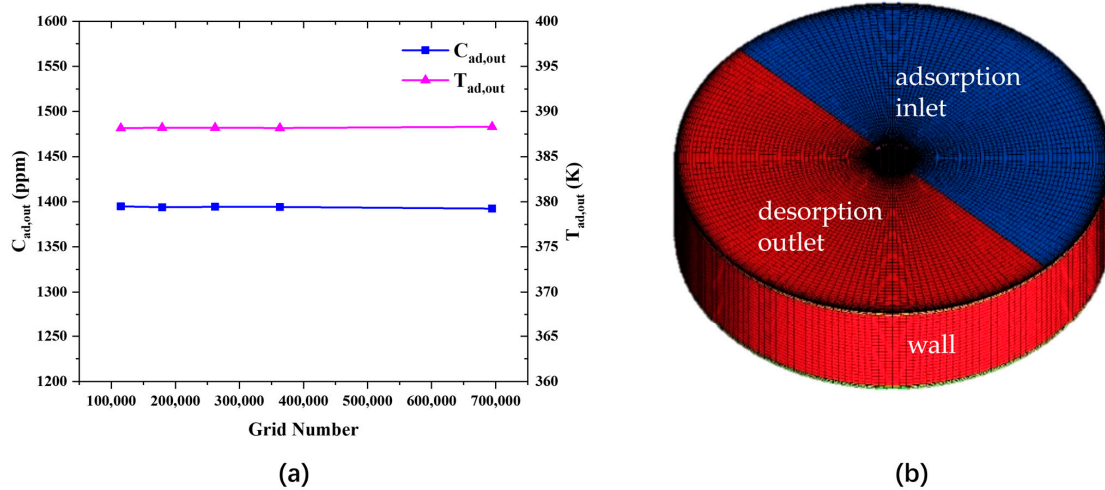 1600
1550
1500
1450
1400
1350
1300
1250
1200
C_ad,out (ppm)
C_ad,out
T_ad,out
400
395
390
385
380
375
370
365
360
T_ad,out (K)
100,000 200,000 300,000 400,000 500,000 600,000 700,000
Grid Number
(a)
adsorption
inlet
desorption
outlet
wall
(b)